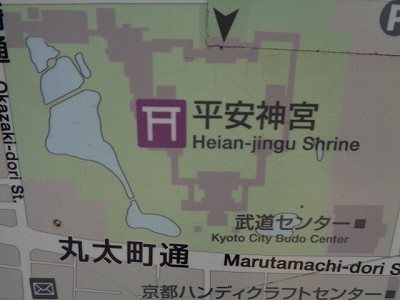 Okazaki-dori St.
平安神宮
Heian-jingu Shrine
武道センター
Kyoto City Budo Center
丸太町通
Marutamachi-dori S
京都ハンディクラフトセンター
P